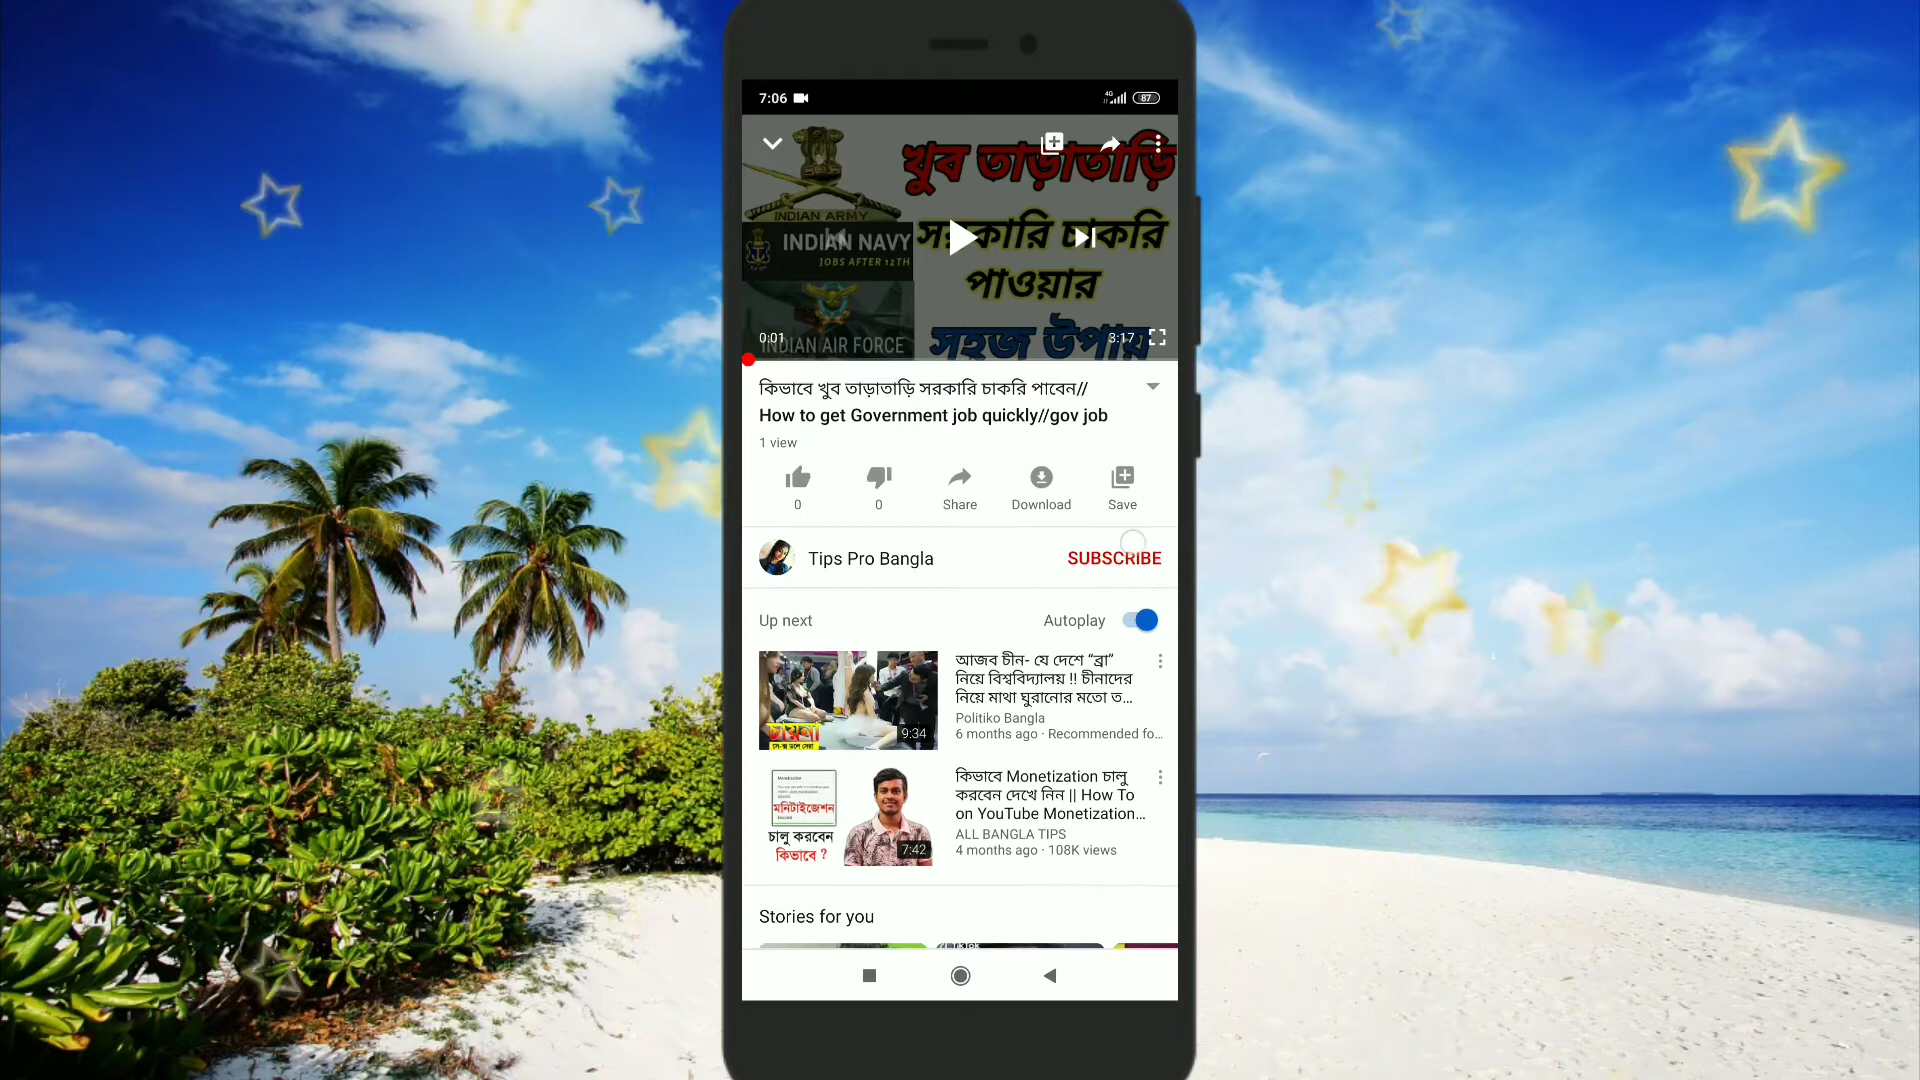 7:06
4G
87
INDIAN ARMY
INDIAN NAVY
JOBS AFTER 12TH
INDIAN AIR FORCE
খুব তাড়াতাড়ি
সরকারি চাকরি
পাওয়ার
সহজ উপায়
0:01
3:17
কিভাবে খুব তাড়াতাড়ি সরকারি চাকরি পাবেন//
How to get Government job quickly//gov job
1 view
0
0
Share
Download
Save
Tips Pro Bangla
SUBSCRIBE
Up next
Autoplay
চায়না
9:34
আজব চীন- যে দেশে “ব্রা”
নিয়ে বিশ্ববিদ্যালয় !! চীনাদের
নিয়ে মাথা ঘুরানোর মতো ত...
Politiko Bangla
6 months ago · Recommended fo...
Monetization
মনিটাইজেশন
চালু করবেন
কিভাবে ?
7:42
কিভাবে Monetization চালু
করবেন দেখে নিন || How To
on YouTube Monetization...
ALL BANGLA TIPS
4 months ago · 108K views
Stories for you
TikTok